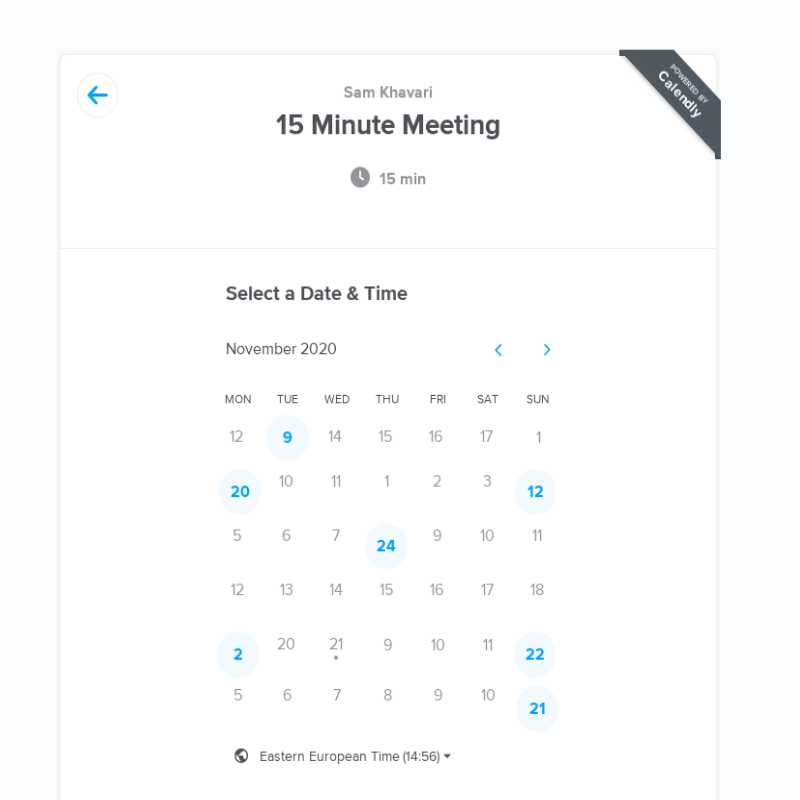 POWERED BY
Calendly
Sam Khavari
15 Minute Meeting
15 min
Select a Date & Time
November 2020
MON TUE WED THU FRI SAT SUN
12 9 14 15 16 17 1
20 10 11 1 2 3 12
5 6 7 24 9 10 11
12 13 14 15 16 17 18
2 20 21 9 10 11 22
5 6 7 8 9 10 21
Eastern European Time (14:56)